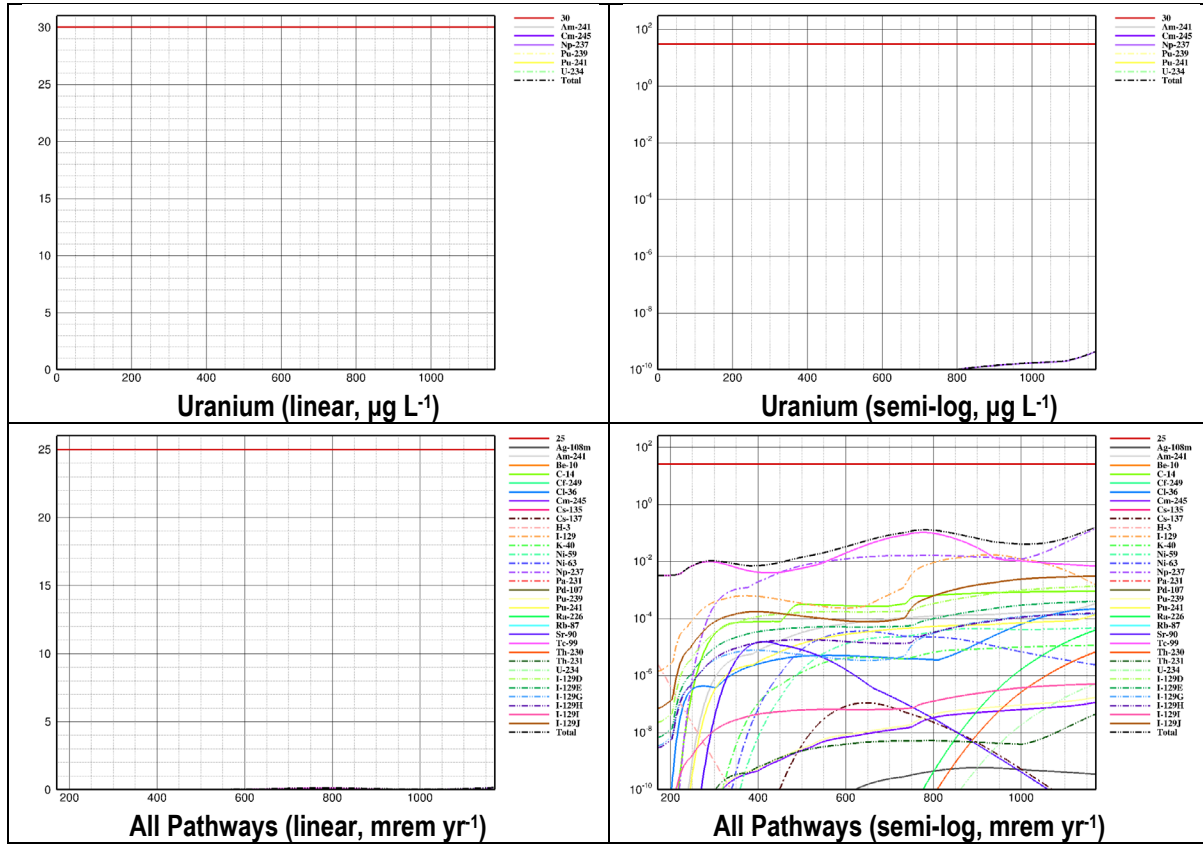 30
25
20
15
10
5
0
0 200 400 600 800 1000
30
Am-241
Cm-245
Np-237
Pu-239
Pu-241
U-234
Total
Uranium (linear, µg L-1)
10²
10⁰
10⁻²
10⁻⁴
10⁻⁶
10⁻⁸
10⁻¹⁰
0 200 400 600 800 1000
30
Am-241
Cm-245
Np-237
Pu-239
Pu-241
U-234
Total
Uranium (semi-log, µg L-1)
25
20
15
10
5
0
200 400 600 800 1000
25
Ag-108m
Am-241
Be-10
C-14
Cf-249
Cl-36
Cm-245
Cs-135
Cs-137
H-3
I-129
K-40
Ni-59
Ni-63
Np-237
Pa-231
Pd-107
Pu-239
Pu-241
Ra-226
Rb-87
Sr-90
Tc-99
Th-230
Th-231
U-234
I-129D
I-129E
I-129G
I-129H
I-129I
I-129J
Total
All Pathways (linear, mrem yr-1)
10²
10⁰
10⁻²
10⁻⁴
10⁻⁶
10⁻⁸
10⁻¹⁰
200 400 600 800 1000
25
Ag-108m
Am-241
Be-10
C-14
Cf-249
Cl-36
Cm-245
Cs-135
Cs-137
H-3
I-129
K-40
Ni-59
Ni-63
Np-237
Pa-231
Pd-107
Pu-239
Pu-241
Ra-226
Rb-87
Sr-90
Tc-99
Th-230
Th-231
U-234
I-129D
I-129E
I-129G
I-129H
I-129I
I-129J
Total
All Pathways (semi-log, mrem yr-1)